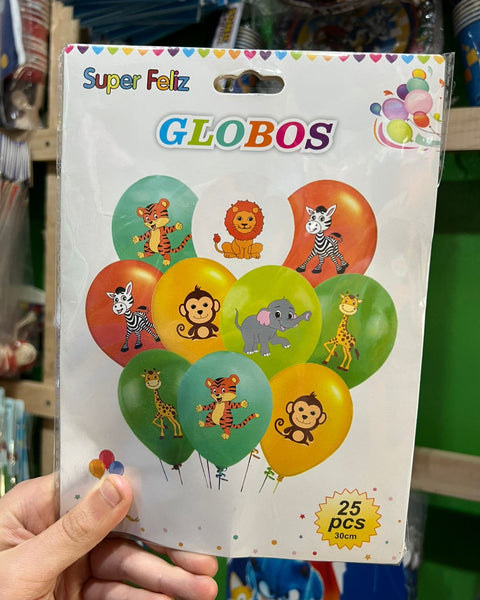 Super Feliz
GLOBOS
25
pcs
30cm